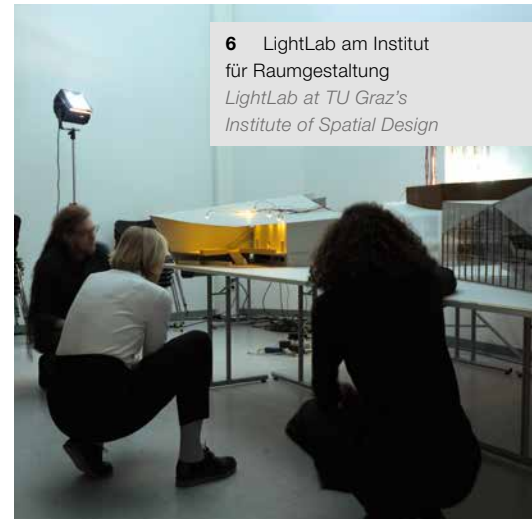 6 LightLab am Institut
für Raumgestaltung
LightLab at TU Graz's
Institute of Spatial Design